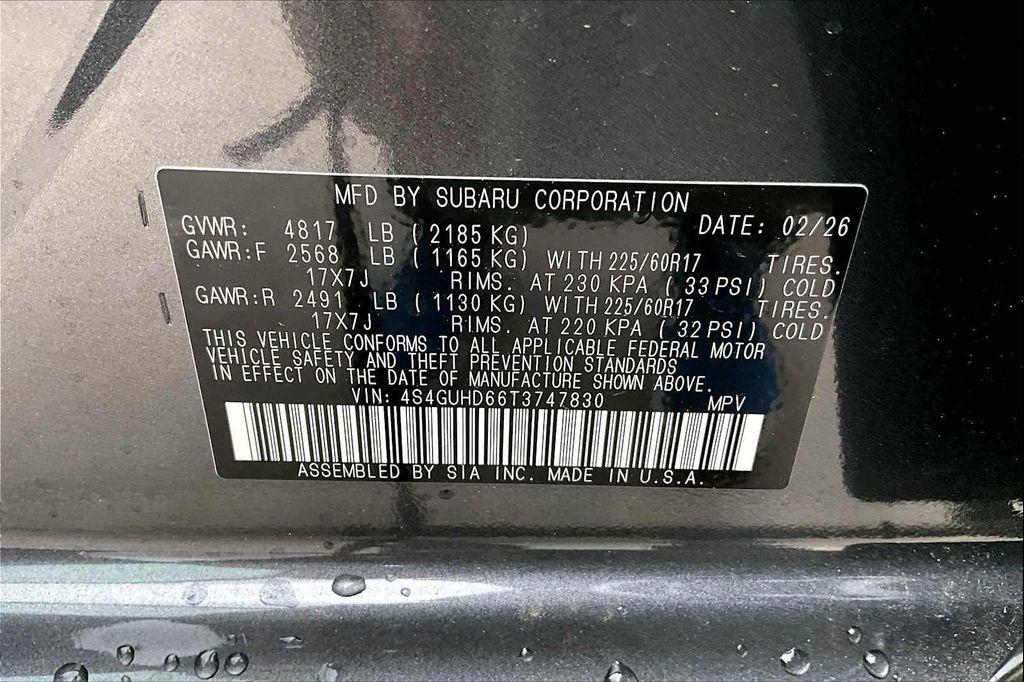 MFD BY SUBARU CORPORATION
GVWR: 4817 LB ( 2185 KG) DATE: 02/26
GAWR:F 2568 LB ( 1165 KG) WITH 225/60R17 TIRES.
17X7J RIMS. AT 230 KPA ( 33 PSI) COLD
GAWR:R 2491 LB ( 1130 KG) WITH 225/60R17 TIRES.
17X7J RIMS. AT 220 KPA ( 32 PSI) COLD
THIS VEHICLE CONFORMS TO ALL APPLICABLE FEDERAL MOTOR
VEHICLE SAFETY AND THEFT PREVENTION STANDARDS
IN EFFECT ON THE DATE OF MANUFACTURE SHOWN ABOVE.
VIN: 4S4GUHD66T3747830 MPV
ASSEMBLED BY SIA INC. MADE IN U.S.A.